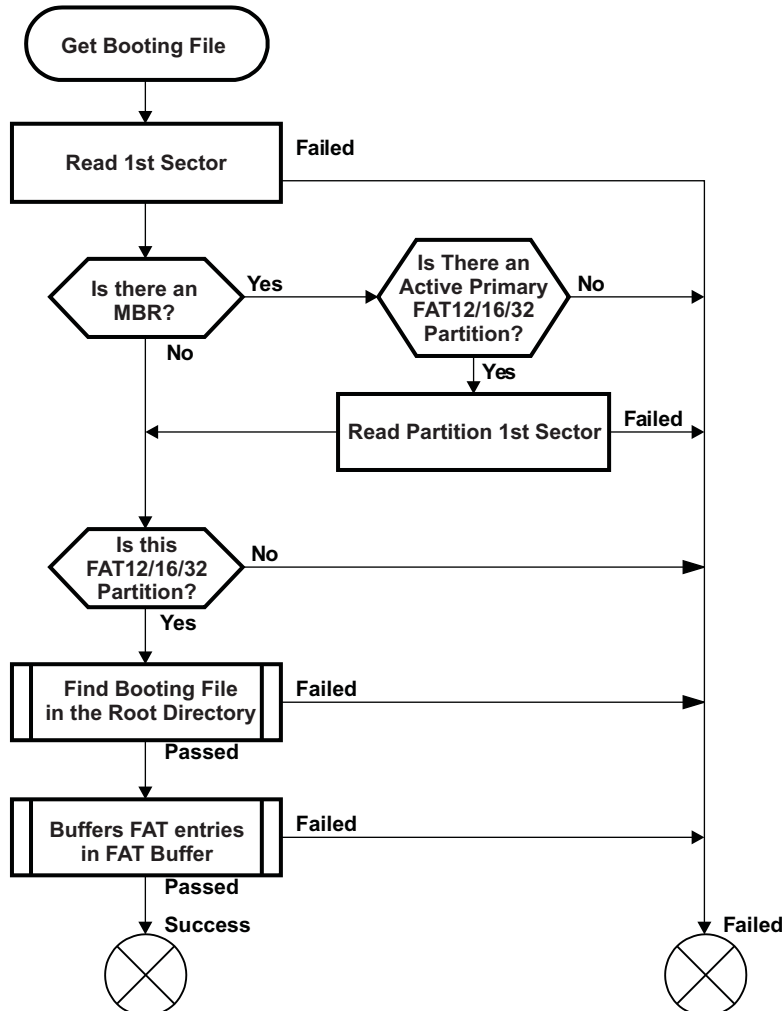 Get Booting File
Read 1st Sector
Failed
Is there an
MBR?
Yes
No
Is There an
Active Primary
FAT12/16/32
Partition?
No
Yes
Read Partition 1st Sector
Failed
Is this
FAT12/16/32
Partition?
No
Yes
Find Booting File
in the Root Directory
Failed
Passed
Buffers FAT entries
in FAT Buffer
Failed
Passed
Success
Failed